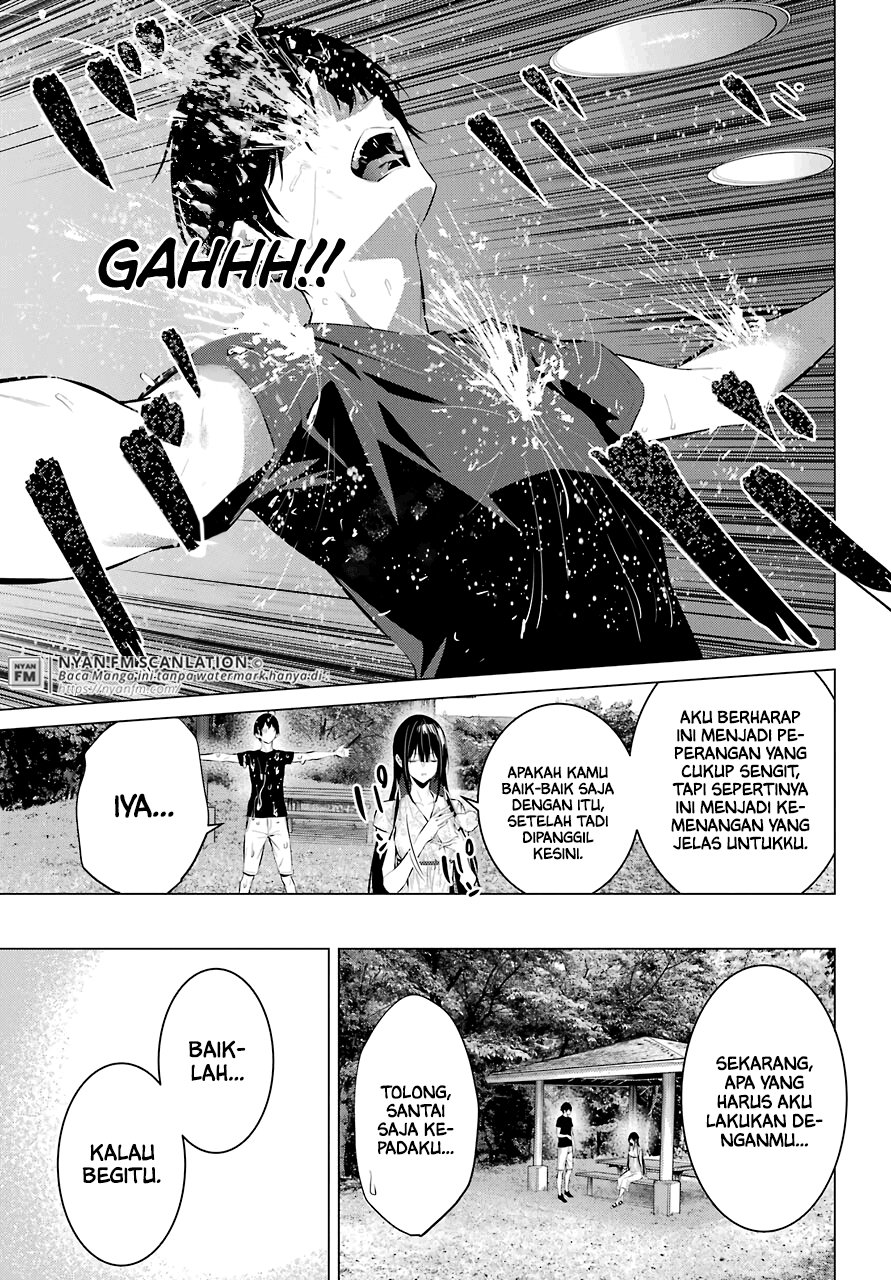 GAHHH!!
NYAN FM
NYAN.FM SCANLATION ©
Baca Manga ini tanpa watermark hanya di :
https://nyanfm.com/
AKU BERHARAP
INI MENJADI PE-
PERANGAN YANG
CUKUP SENGIT,
TAPI SEPERTINYA
INI MENJADI KE-
MENANGAN YANG
JELAS UNTUKKU.
APAKAH KAMU
BAIK-BAIK SAJA
DENGAN ITU,
SETELAH TADI
DIPANGGIL
KESINI.
IYA...
SEKARANG,
APA YANG
HARUS AKU
LAKUKAN DE-
NGANMU...
TOLONG,
SANTAI
SAJA KE-
PADAKU...
BAIK-
LAH...
KALAU
BEGITU.